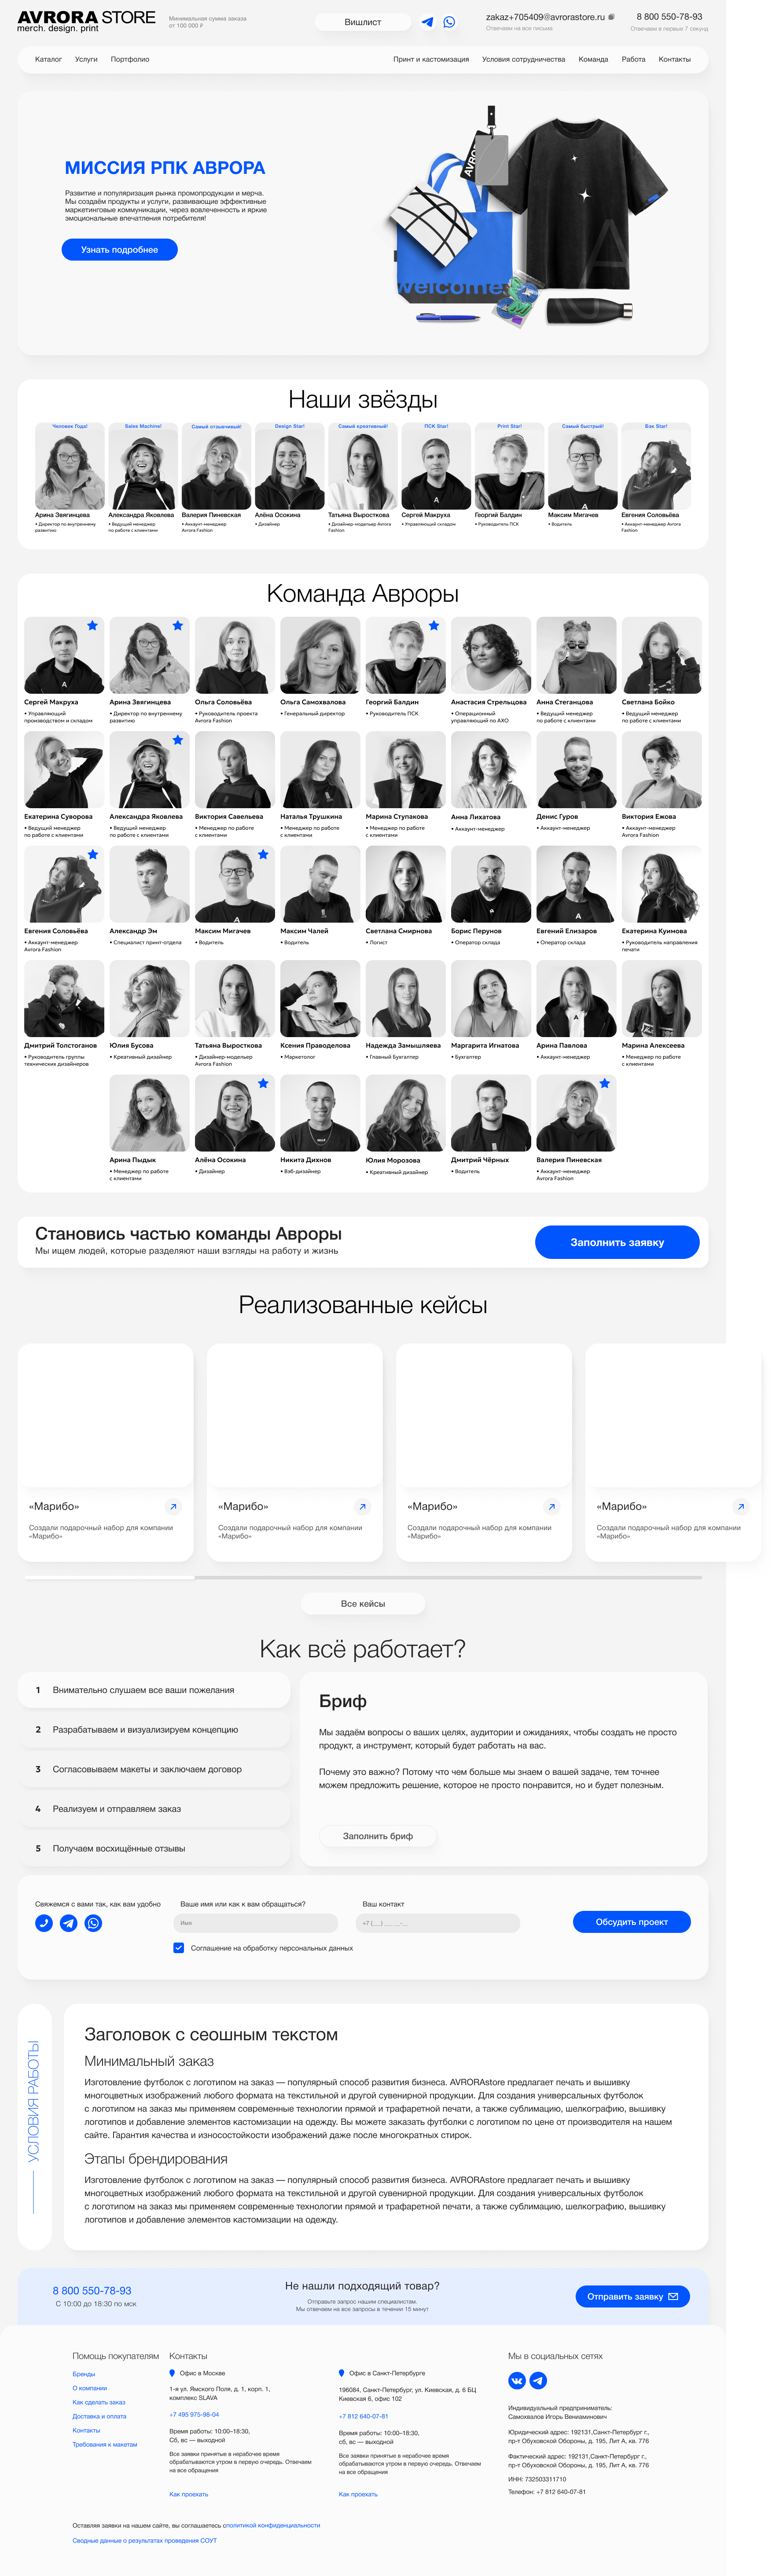 AVRORA STORE
merch. design. print
Минимальная сумма заказа
от 100 000 ₽
Вишлист
zakaz+705409@avrorastore.ru
Отвечаем на все письма
8 800 550-78-93
Отвечаем в первые 7 секунд
Каталог Услуги Портфолио Принт и кастомизация Условия сотрудничества Команда Работа Контакты
МИССИЯ РПК АВРОРА
Развитие и популяризация рынка промопродукции и мерча.
Мы создаём продукты и услуги, развивающие эффективные
маркетинговые коммуникации, через вовлеченность и яркие
эмоциональные впечатления потребителя!
Узнать подробнее
welcome
Наши звёзды
Человек Года! Sales Machine! Самый отзывчивый! Design Star! Самый креативный! ПСК Star! Print Star! Самый быстрый! Бэк Star!
Арина Звягинцева
• Директор по внутреннему
развитию
Александра Яковлева
• Ведущий менеджер
по работе с клиентами
Валерия Пиневская
• Аккаунт-менеджер
Avrora Fashion
Алёна Осокина
• Дизайнер
Татьяна Выросткова
• Дизайнер-модельер Avrora
Fashion
Сергей Макруха
• Управляющий складом
Георгий Балдин
• Руководитель ПСК
Максим Мигачев
• Водитель
Евгения Соловьёва
• Аккаунт-менеджер Avrora
Fashion
Команда Авроры
Сергей Макруха
• Управляющий
производством и складом
Арина Звягинцева
• Директор по внутреннему
развитию
Ольга Соловьёва
• Руководитель проекта
Avrora Fashion
Ольга Самохвалова
• Генеральный директор
Георгий Балдин
• Руководитель ПСК
Анастасия Стрельцова
• Операционный
управляющий по АХО
Анна Стеганцова
• Ведущий менеджер
по работе с клиентами
Светлана Бойко
• Ведущий менеджер
по работе с клиентами
Екатерина Суворова
• Ведущий менеджер
по работе с клиентами
Александра Яковлева
• Ведущий менеджер
по работе с клиентами
Виктория Савельева
• Менеджер по работе
с клиентами
Наталья Трушкина
• Менеджер по работе
с клиентами
Марина Ступакова
• Менеджер по работе
с клиентами
Анна Лихатова
• Аккаунт-менеджер
Денис Гуров
• Аккаунт-менеджер
Виктория Ежова
• Аккаунт-менеджер
Avrora Fashion
Евгения Соловьёва
• Аккаунт-менеджер
Avrora Fashion
Александр Эм
• Специалист принт-отдела
Максим Мигачев
• Водитель
Максим Чалей
• Водитель
Светлана Смирнова
• Логист
Борис Перунов
• Оператор склада
Евгений Елизаров
• Оператор склада
Екатерина Куимова
• Руководитель направления
печати
Дмитрий Толстоганов
• Руководитель группы
технических дизайнеров
Юлия Бусова
• Креативный дизайнер
Татьяна Выросткова
• Дизайнер-модельер
Avrora Fashion
Ксения Праводелова
• Маркетолог
Надежда Замышляева
• Главный Бухгалтер
Маргарита Игнатова
• Бухгалтер
Арина Павлова
• Аккаунт-менеджер
Марина Алексеева
• Менеджер по работе
с клиентами
Арина Пыдык
• Менеджер по работе
с клиентами
Алёна Осокина
• Дизайнер
Никита Дихнов
• Вэб-дизайнер
Юлия Морозова
• Креативный дизайнер
Дмитрий Чёрных
• Водитель
Валерия Пиневская
• Аккаунт-менеджер
Avrora Fashion
Становись частью команды Авроры
Мы ищем людей, которые разделяют наши взгляды на работу и жизнь
Заполнить заявку
Реализованные кейсы
«Марибо»
Создали подарочный набор для компании
«Марибо»
«Марибо»
Создали подарочный набор для компании
«Марибо»
«Марибо»
Создали подарочный набор для компании
«Марибо»
«Марибо»
Создали подарочный набор для компании
«Марибо»
Все кейсы
Как всё работает?
1 Внимательно слушаем все ваши пожелания
2 Разрабатываем и визуализируем концепцию
3 Согласовываем макеты и заключаем договор
4 Реализуем и отправляем заказ
5 Получаем восхищённые отзывы
Бриф
Мы задаём вопросы о ваших целях, аудитории и ожиданиях, чтобы создать не просто
продукт, а инструмент, который будет работать на вас.
Почему это важно? Потому что чем больше мы знаем о вашей задаче, тем точнее
можем предложить решение, которое не просто понравится, но и будет полезным.
Заполнить бриф
Свяжемся с вами так, как вам удобно
Ваше имя или как к вам обращаться?
Имя
Ваш контакт
+7 (___) ___ __-__
Обсудить проект
Соглашение на обработку персональных данных
УСЛОВИЯ РАБОТЫ
Заголовок с сеошным текстом
Минимальный заказ
Изготовление футболок с логотипом на заказ — популярный способ развития бизнеса. AVRORAstore предлагает печать и вышивку
многоцветных изображений любого формата на текстильной и другой сувенирной продукции. Для создания универсальных футболок
с логотипом на заказ мы применяем современные технологии прямой и трафаретной печати, а также сублимацию, шелкографию, вышивку
логотипов и добавление элементов кастомизации на одежду. Вы можете заказать футболки с логотипом по цене от производителя на нашем
сайте. Гарантия качества и износостойкости изображений даже после многократных стирок.
Этапы брендирования
Изготовление футболок с логотипом на заказ — популярный способ развития бизнеса. AVRORAstore предлагает печать и вышивку
многоцветных изображений любого формата на текстильной и другой сувенирной продукции. Для создания универсальных футболок
с логотипом на заказ мы применяем современные технологии прямой и трафаретной печати, а также сублимацию, шелкографию, вышивку
логотипов и добавление элементов кастомизации на одежду.
8 800 550-78-93
С 10:00 до 18:30 по мск
Не нашли подходящий товар?
Отправьте запрос нашим специалистам.
Мы отвечаем на все запросы в течении 15 минут
Отправить заявку
Помощь покупателям
Бренды
О компании
Как сделать заказ
Доставка и оплата
Контакты
Требования к макетам
Контакты
Офис в Москве
1-я ул. Ямского Поля, д. 1, корп. 1,
комплекс SLAVA
+7 495 975-98-04
Время работы: 10:00–18:30,
Сб, вс — выходной
Все заявки принятые в нерабочее время
обрабатываются утром в первую очередь. Отвечаем
на все обращения
Как проехать
Офис в Санкт-Петербурге
196084, Санкт-Петербург, ул. Киевская, д. 6 БЦ
Киевская 6, офис 102
+7 812 640-07-81
Время работы: 10:00–18:30,
сб, вс — выходной
Все заявки принятые в нерабочее время
обрабатываются утром в первую очередь. Отвечаем
на все обращения
Как проехать
Мы в социальных сетях
Индивидуальный предприниматель:
Самохвалов Игорь Вениаминович
Юридический адрес: 192131,Санкт-Петербург г.,
пр-т Обуховской Обороны, д. 195, Лит А, кв. 776
Фактический адрес: 192131,Санкт-Петербург г.,
пр-т Обуховской Обороны, д. 195, Лит А, кв. 776
ИНН: 732503311710
Телефон: +7 812 640-07-81
Оставляя заявки на нашем сайте, вы соглашаетесь с политикой конфиденциальности
Сводные данные о результатах проведения СОУТ